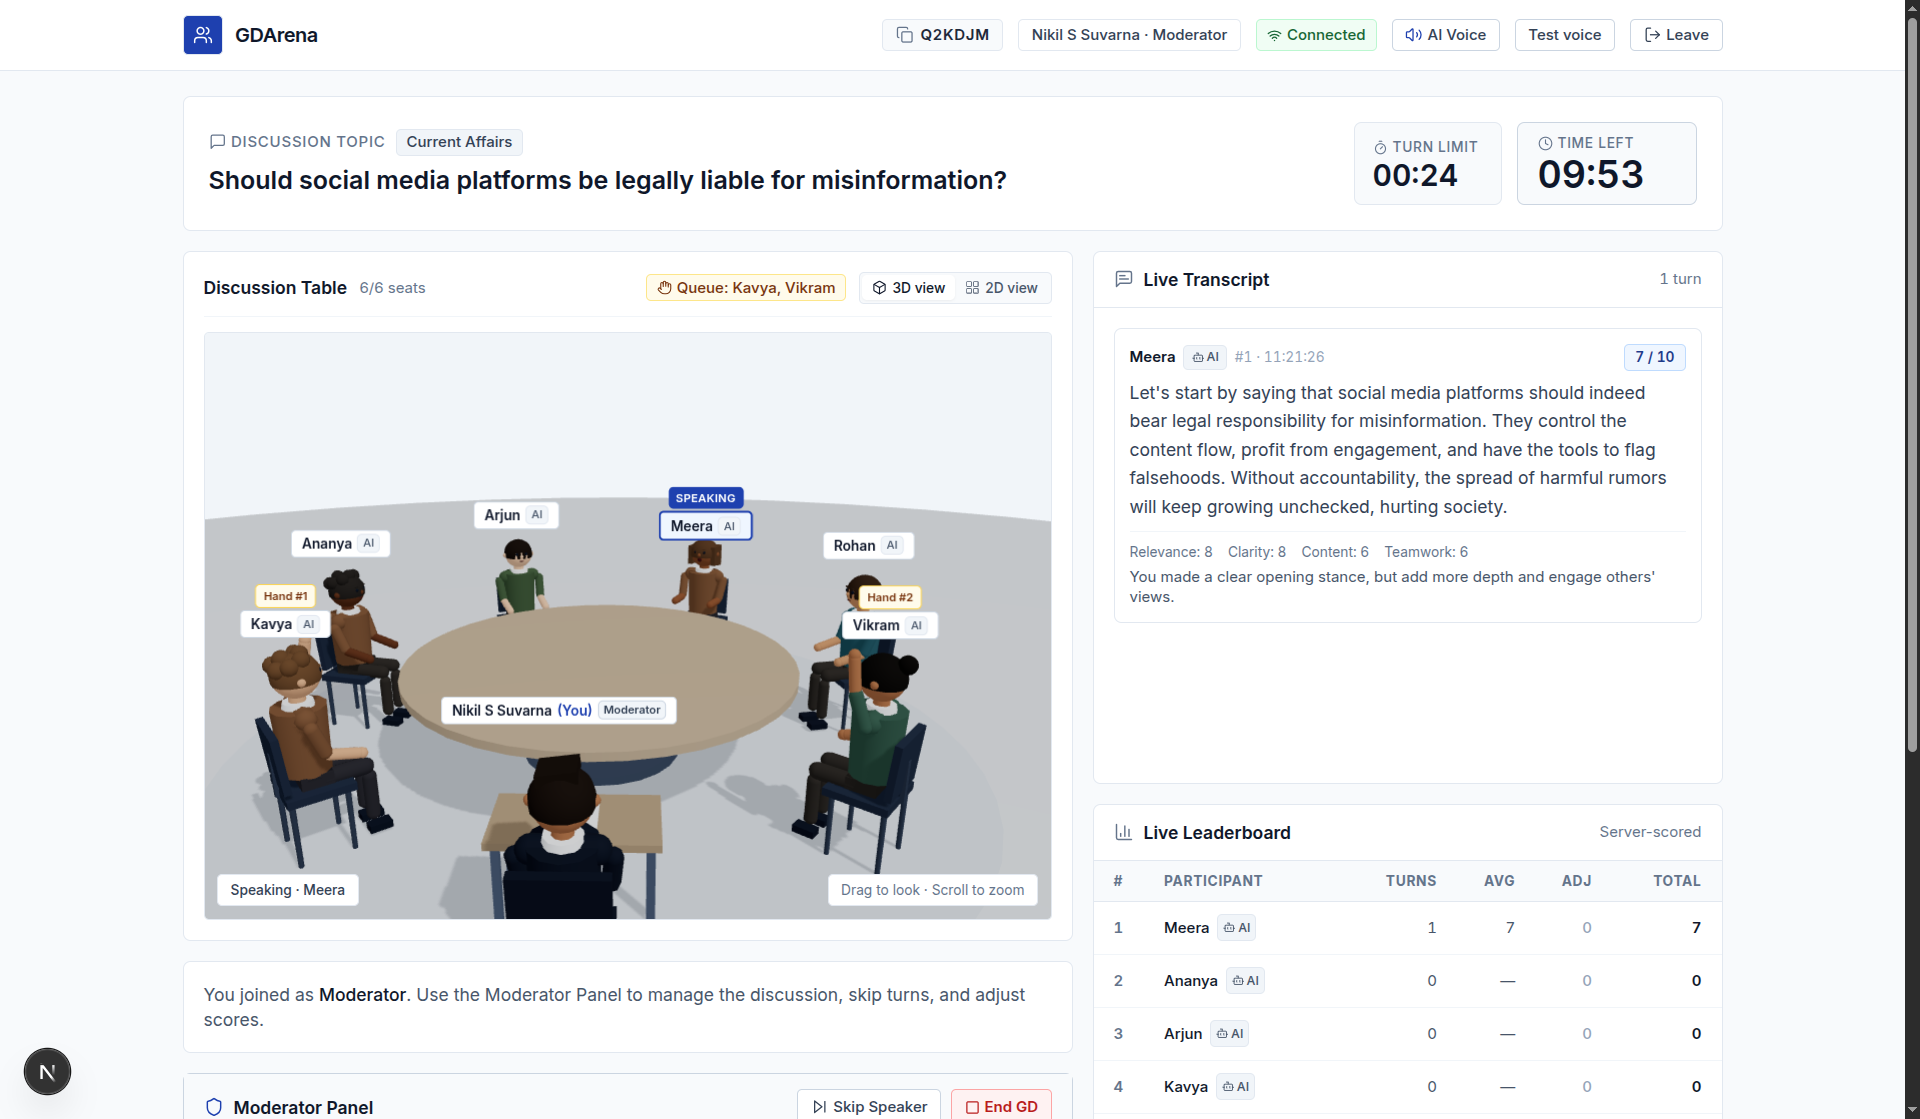 GDArena
Q2KDJM
Nikil S Suvarna · Moderator
Connected
AI Voice
Test voice
Leave
DISCUSSION TOPIC
Current Affairs
Should social media platforms be legally liable for misinformation?
TURN LIMIT
00:24
TIME LEFT
09:53
Discussion Table
6/6 seats
Queue: Kavya, Vikram
3D view
2D view
SPEAKING
Arjun AI
Meera AI
Ananya AI
Rohan AI
Hand #1
Hand #2
Kavya AI
Vikram AI
Nikil S Suvarna (You) Moderator
Speaking · Meera
Drag to look · Scroll to zoom
You joined as Moderator. Use the Moderator Panel to manage the discussion, skip turns, and adjust
scores.
Moderator Panel
Skip Speaker
End GD
Live Transcript
1 turn
Meera AI #1 · 11:21:26
7 / 10
Let's start by saying that social media platforms should indeed
bear legal responsibility for misinformation. They control the
content flow, profit from engagement, and have the tools to flag
falsehoods. Without accountability, the spread of harmful rumors
will keep growing unchecked, hurting society.
Relevance: 8 Clarity: 8 Content: 6 Teamwork: 6
You made a clear opening stance, but add more depth and engage others'
views.
Live Leaderboard
Server-scored
# PARTICIPANT TURNS AVG ADJ TOTAL
1 Meera AI 1 7 0 7
2 Ananya AI 0 — 0 0
3 Arjun AI 0 — 0 0
4 Kavya AI 0 — 0 0
N